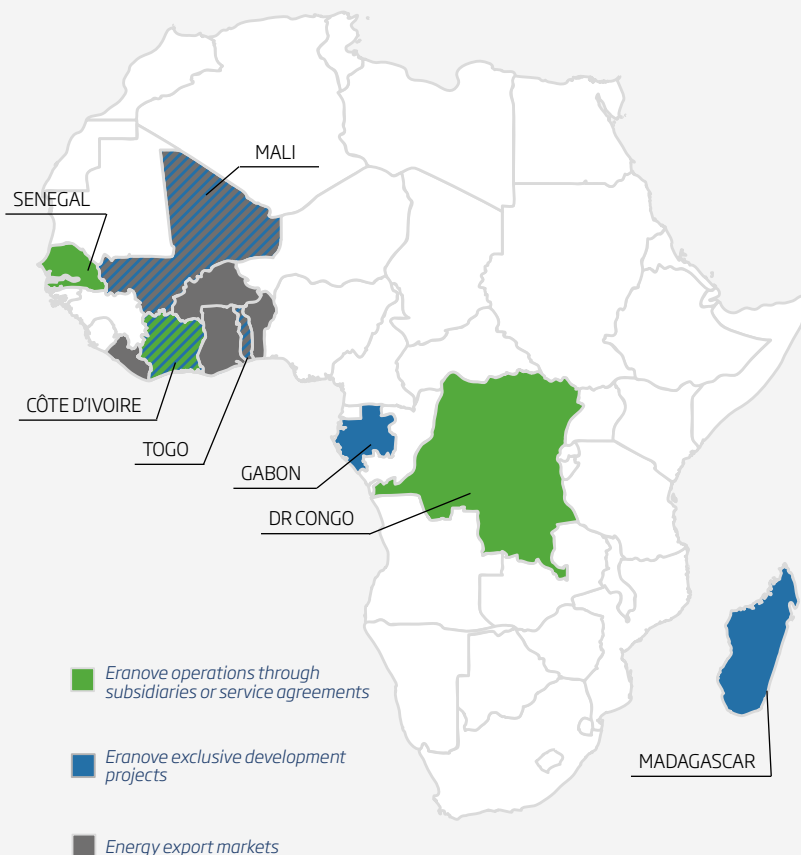 MALI
SENEGAL
CÔTE D'IVOIRE
TOGO
GABON
DR CONGO
Eranove operations through
subsidiaries or service agreements
Eranove exclusive development
projects
MADAGASCAR
Energy export markets